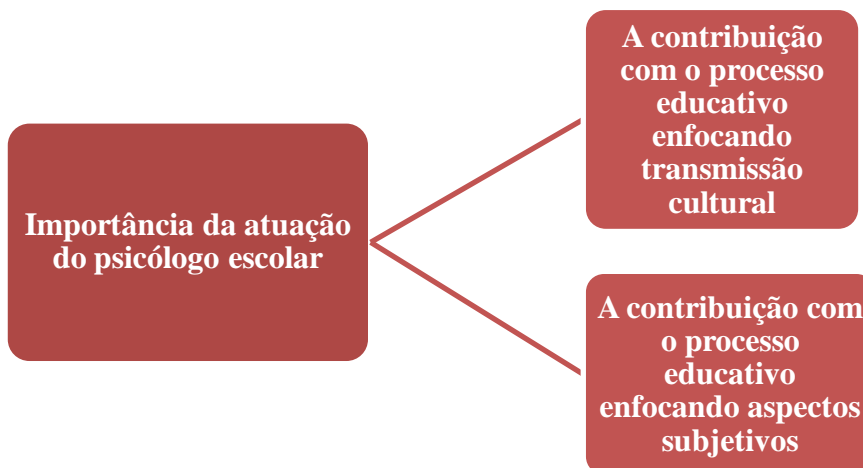 Importância da atuação
do psicólogo escolar
A contribuição
com o processo
educativo
enfocando
transmissão
cultural
A contribuição com
o processo
educativo
enfocando aspectos
subjetivos